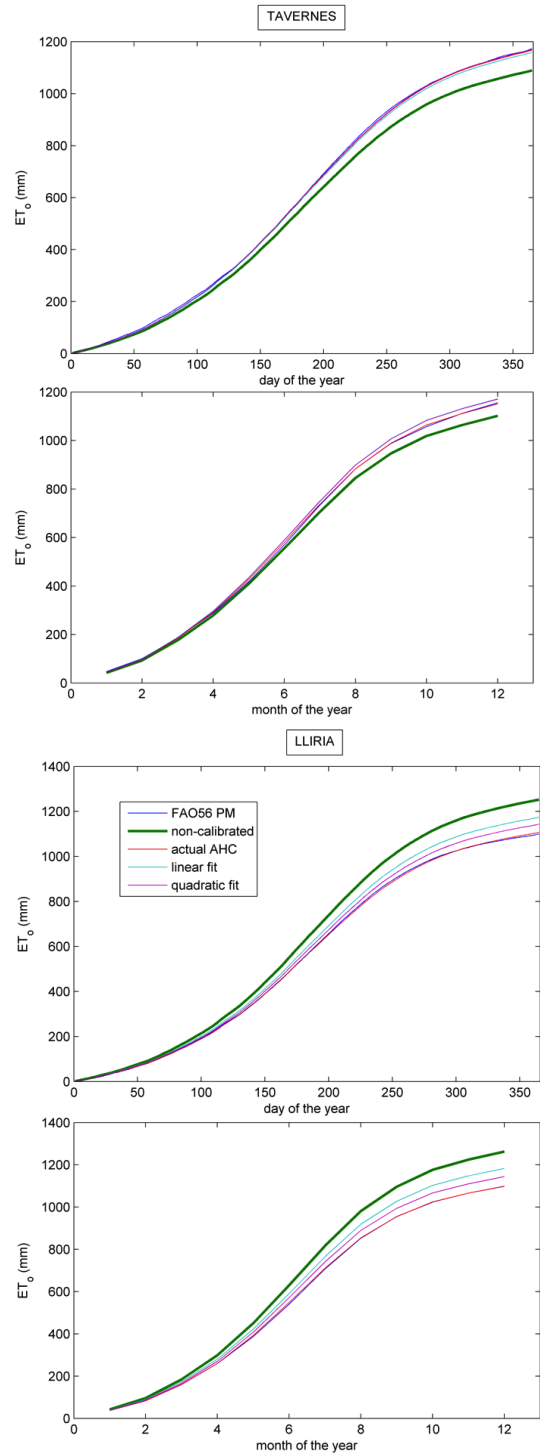 TAVERNES
1200
1000
800
600
400
200
0
ETo (mm)
0 50 100 150 200 250 300 350
day of the year
1200
1000
800
600
400
200
0
ETo (mm)
0 2 4 6 8 10 12
month of the year
LLIRIA
1400
1200
1000
800
600
400
200
0
ETo (mm)
FAO56 PM
non-calibrated
actual AHC
linear fit
quadratic fit
0 50 100 150 200 250 300 350
day of the year
1400
1200
1000
800
600
400
200
0
ETo (mm)
0 2 4 6 8 10 12
month of the year